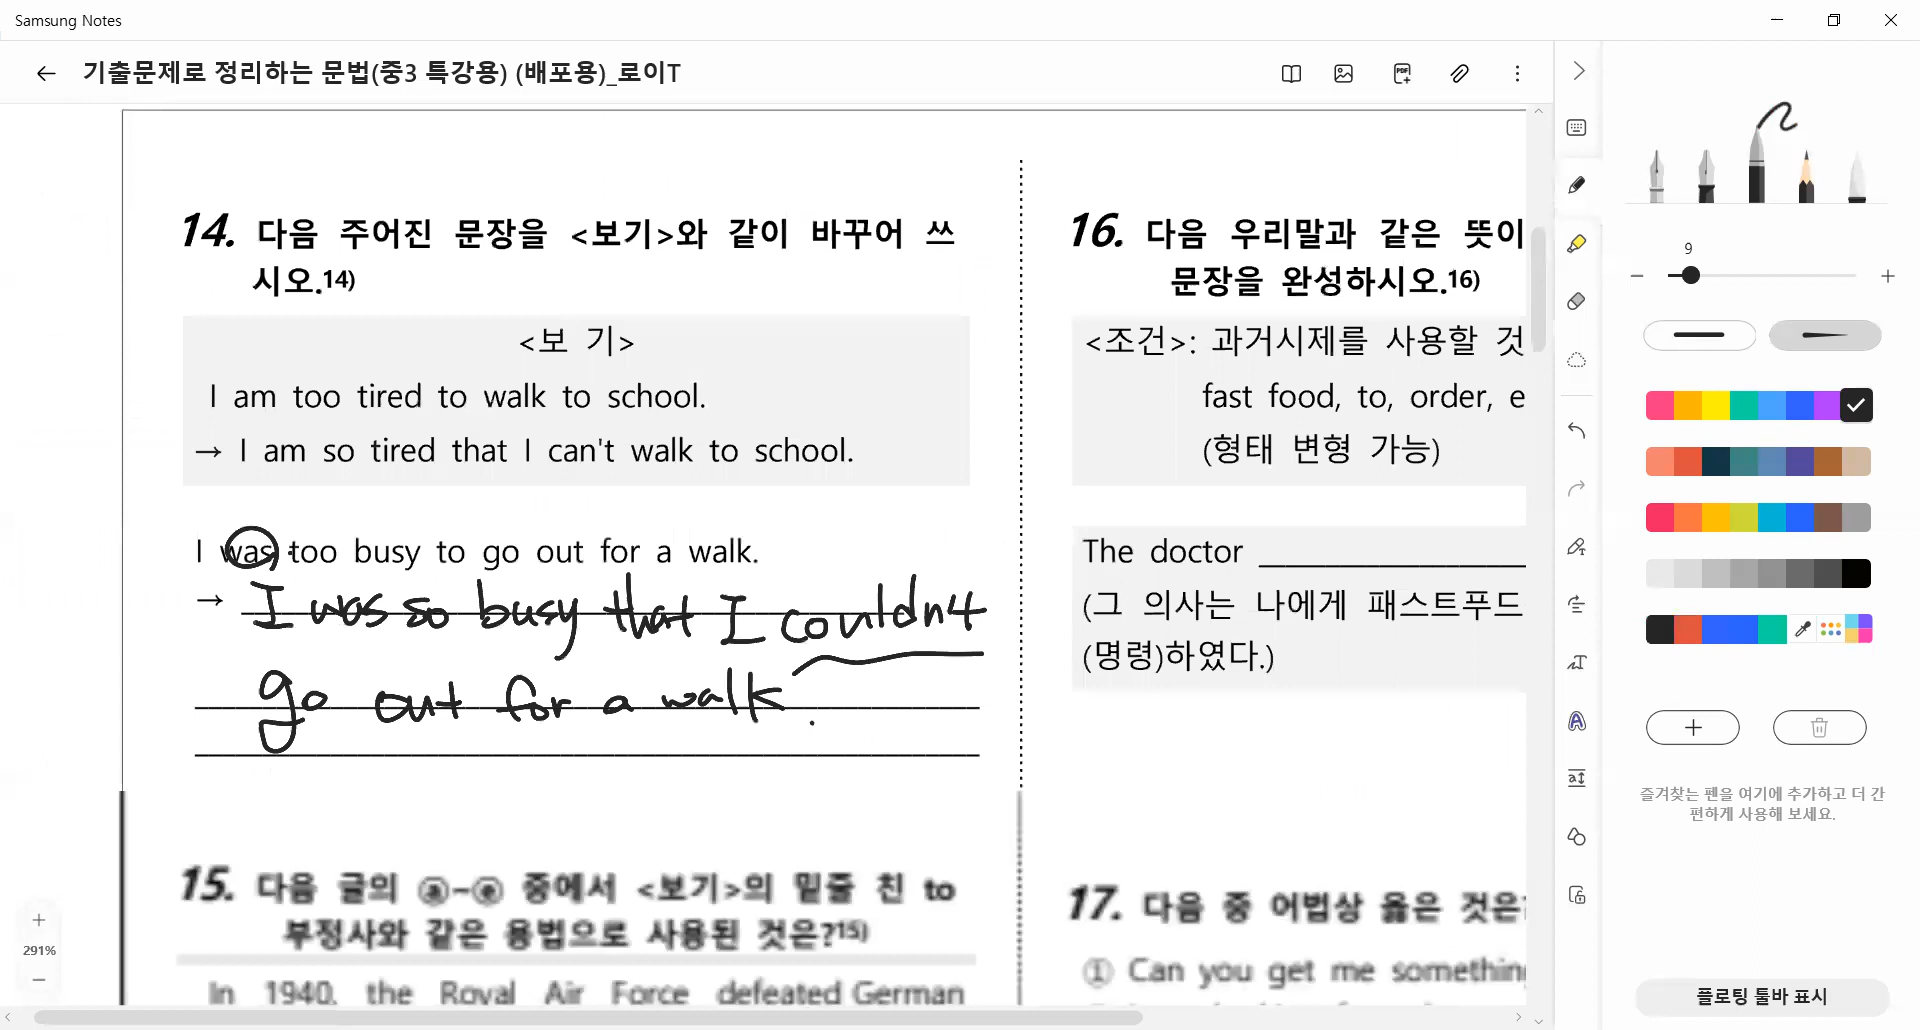 Samsung Notes
기출문제로 정리하는 문법(중3 특강용) (배포용)_로이T
14. 다음 주어진 문장을 <보기>와 같이 바꾸어 쓰
시오.14)
<보 기>
I am too tired to walk to school.
→ I am so tired that I can't walk to school.
I was too busy to go out for a walk.
→ I was so busy that I couldn't
go out for a walk.
15. 다음 글의 ⓐ~ⓔ 중에서 <보기>의 밑줄 친 to
부정사와 같은 용법으로 사용된 것은?15)
In 1940, the Royal Air Force defeated German
16. 다음 우리말과 같은 뜻이
문장을 완성하시오.16)
<조건>: 과거시제를 사용할 것
fast food, to, order, e
(형태 변형 가능)
The doctor
(그 의사는 나에게 패스트푸드
(명령)하였다.)
17. 다음 중 어법상 옳은 것은?
① Can you get me something
9
즐겨찾는 펜을 여기에 추가하고 더 간
편하게 사용해 보세요.
플로팅 툴바 표시
291%